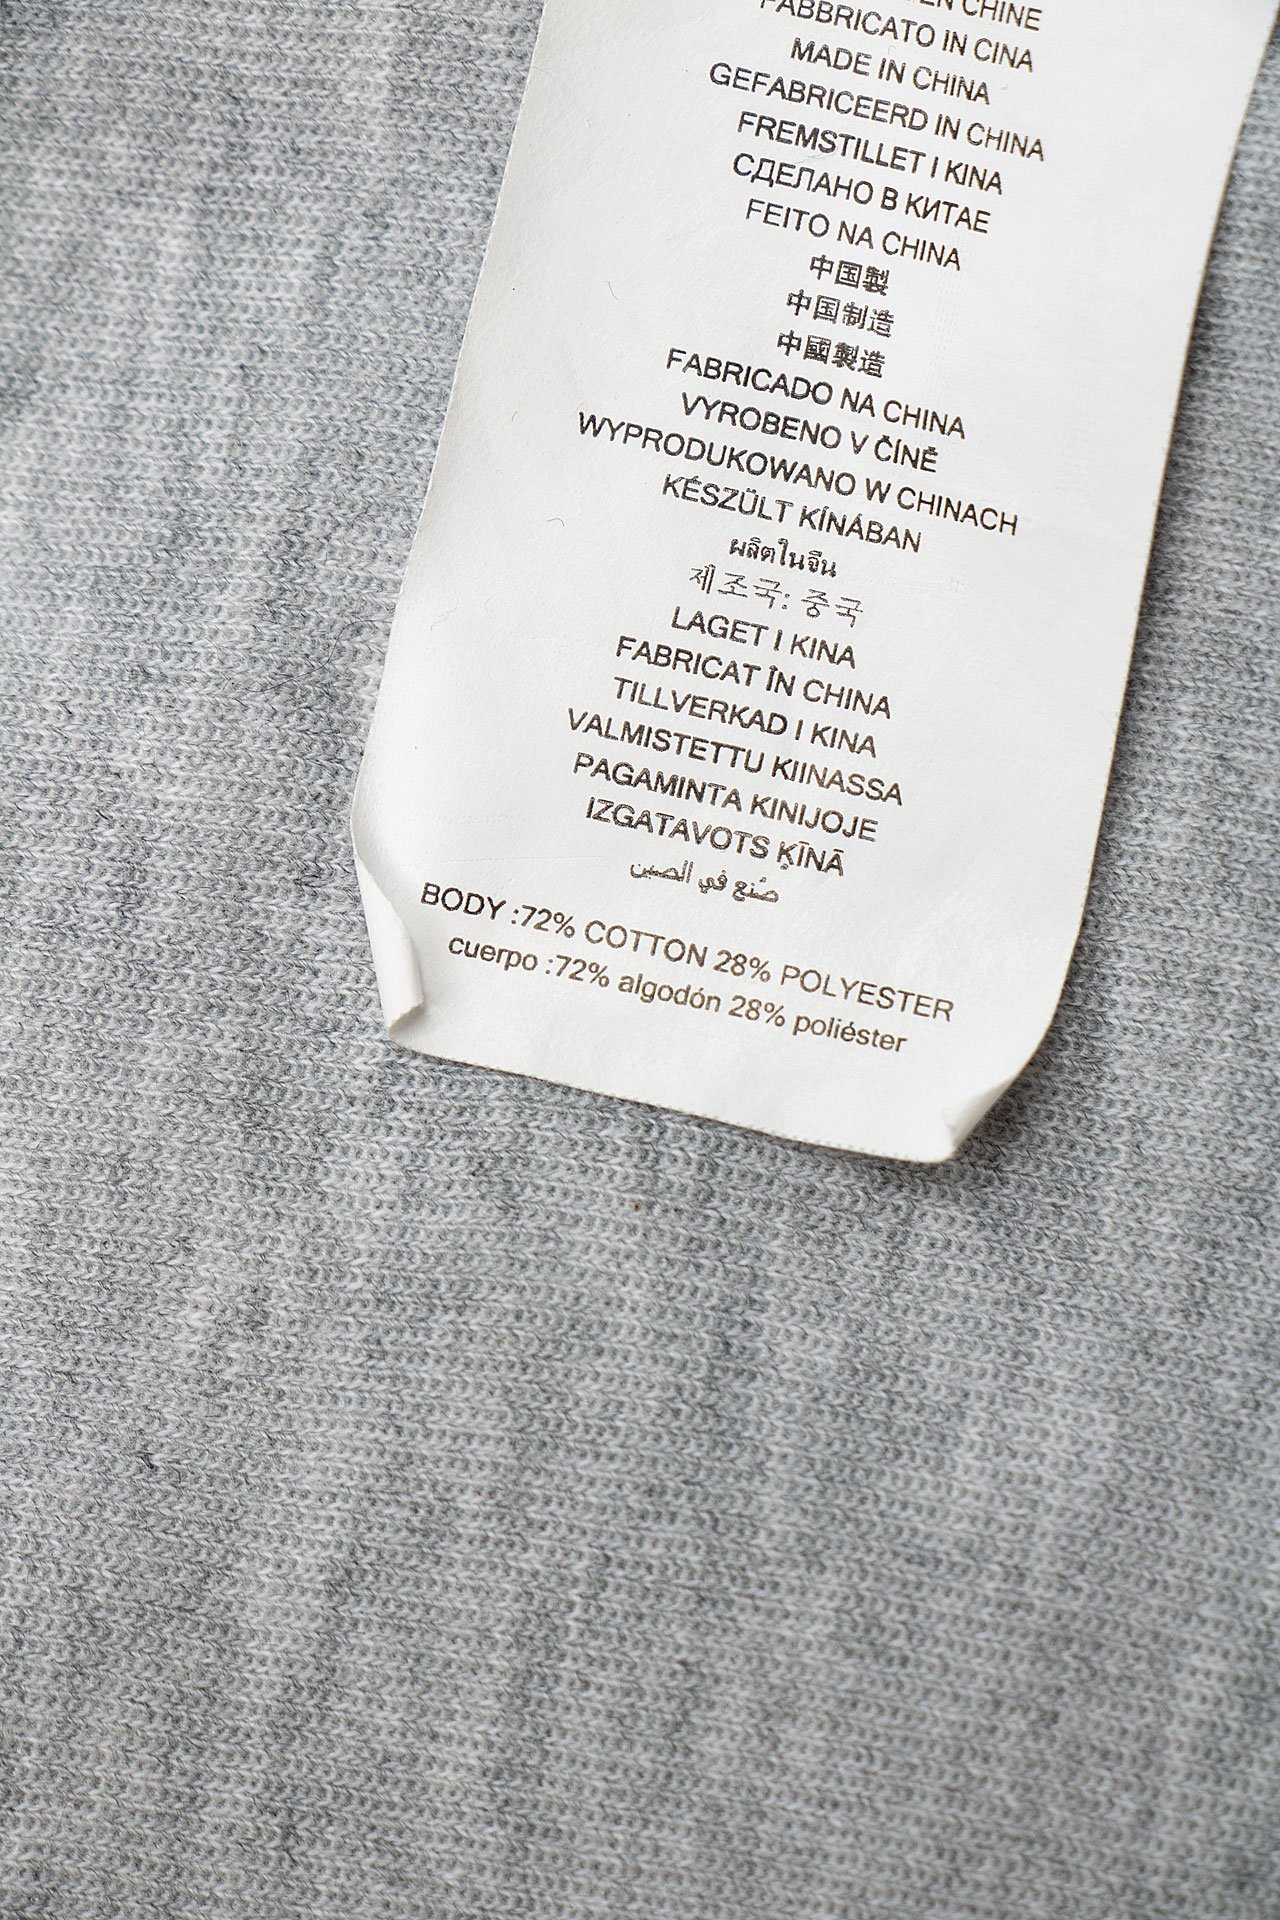 EN CHINE
FABBRICATO IN CINA
MADE IN CHINA
GEFABRICEERD IN CHINA
FREMSTILLET I KINA
СДЕЛАНО В КИТАЕ
FEITO NA CHINA
中国製
中国制造
中國製造
FABRICADO NA CHINA
VYROBENO V ČÍNĚ
WYPRODUKOWANO W CHINACH
KÉSZÜLT KÍNÁBAN
ผลิตในจีน
제조국: 중국
LAGET I KINA
FABRICAT ÎN CHINA
TILLVERKAD I KINA
VALMISTETTU KIINASSA
PAGAMINTA KINIJOJE
IZGATAVOTS ĶĪNĀ
صُنع في الصين
BODY :72% COTTON 28% POLYESTER
cuerpo :72% algodón 28% poliéster